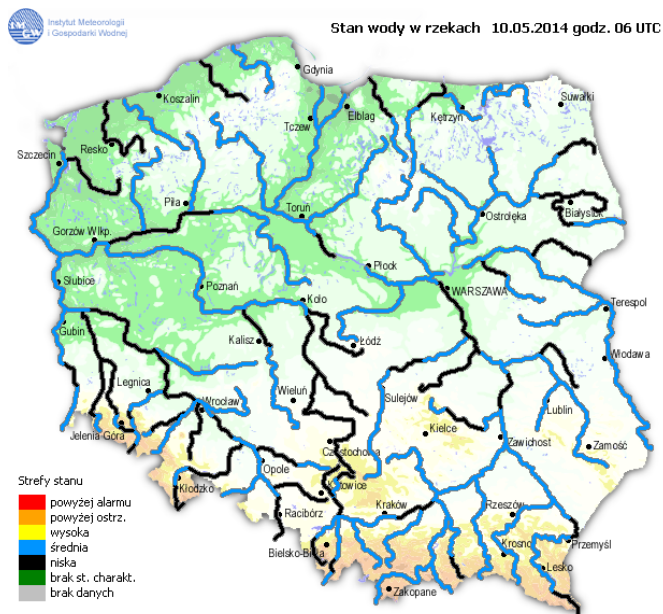 Instytut Meteorologii
i Gospodarki Wodnej
IMGW
Stan wody w rzekach 10.05.2014 godz. 06 UTC
Gdynia
Koszalin
Suwałki
Elbląg
Kętrzyn
Tczew
Resko
Szczecin
Piła
Toruń
Ostrołęka
Białystok
Gorzów Wlkp.
Płock
Słubice
Poznań
WARSZAWA
Koło
Terespol
Gubin
Kalisz
Łódź
Włodawa
Legnica
Wieluń
Sulejów
Wrocław
Lublin
Jelenia Góra
Kielce
Zawichost
Zamość
Częstochowa
Opole
Kłodzko
Katowice
Racibórz
Kraków
Rzeszów
Bielsko-Biała
Krosno
Przemyśl
Lesko
Zakopane
Strefy stanu
powyżej alarmu
powyżej ostrz.
wysoka
średnia
niska
brak st. charakt.
brak danych